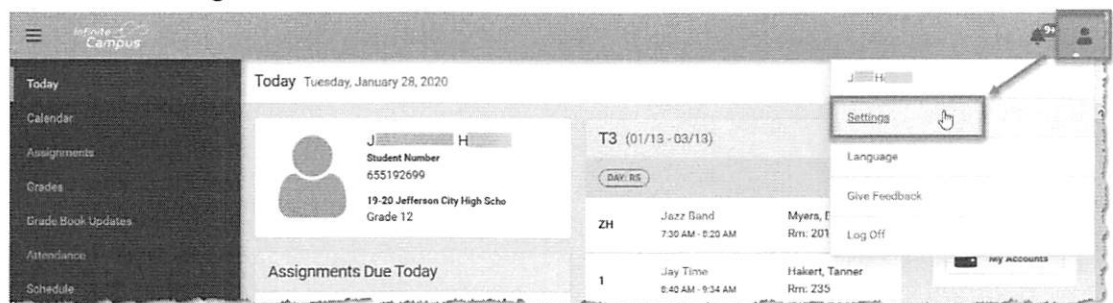 Infinite
Campus
9+
Today
Calendar
Assignments
Grades
Grade Book Updates
Attendance
Schedule
Today Tuesday, January 28, 2020
J H
Student Number
655192699
19-20 Jefferson City High Scho
Grade 12
Assignments Due Today
T3 (01/13 - 03/13)
DAY: RS
ZH Jazz Band Myers,
7:30 AM - 8:20 AM Rm: 201
1 Jay Time Hakert, Tanner
8:40 AM - 9:34 AM Rm: 235
J H
Settings
Language
Give Feedback
Log Off
My Accounts